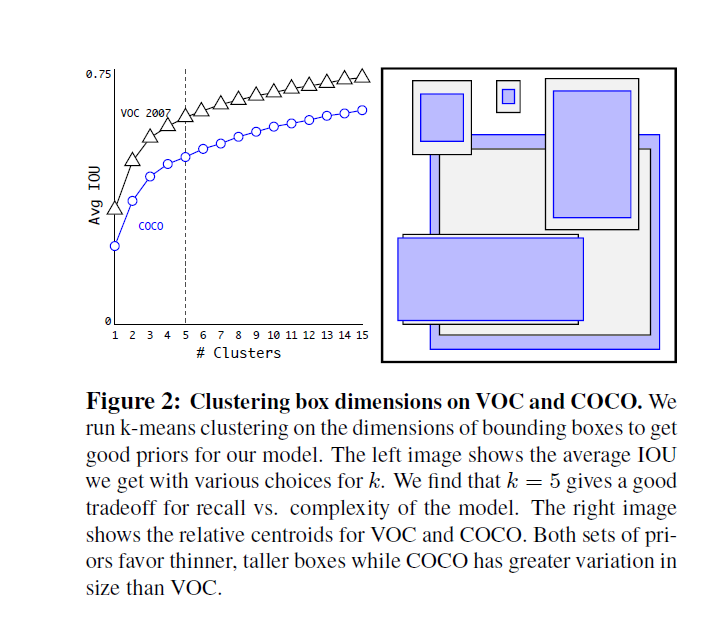 0.75
VOC 2007
Avg IOU
COCO
0
1 2 3 4 5 6 7 8 9 10 11 12 13 14 15
# Clusters
Figure 2: Clustering box dimensions on VOC and COCO. We
run k-means clustering on the dimensions of bounding boxes to get
good priors for our model. The left image shows the average IOU
we get with various choices for k. We find that k = 5 gives a good
tradeoff for recall vs. complexity of the model. The right image
shows the relative centroids for VOC and COCO. Both sets of pri-
ors favor thinner, taller boxes while COCO has greater variation in
size than VOC.